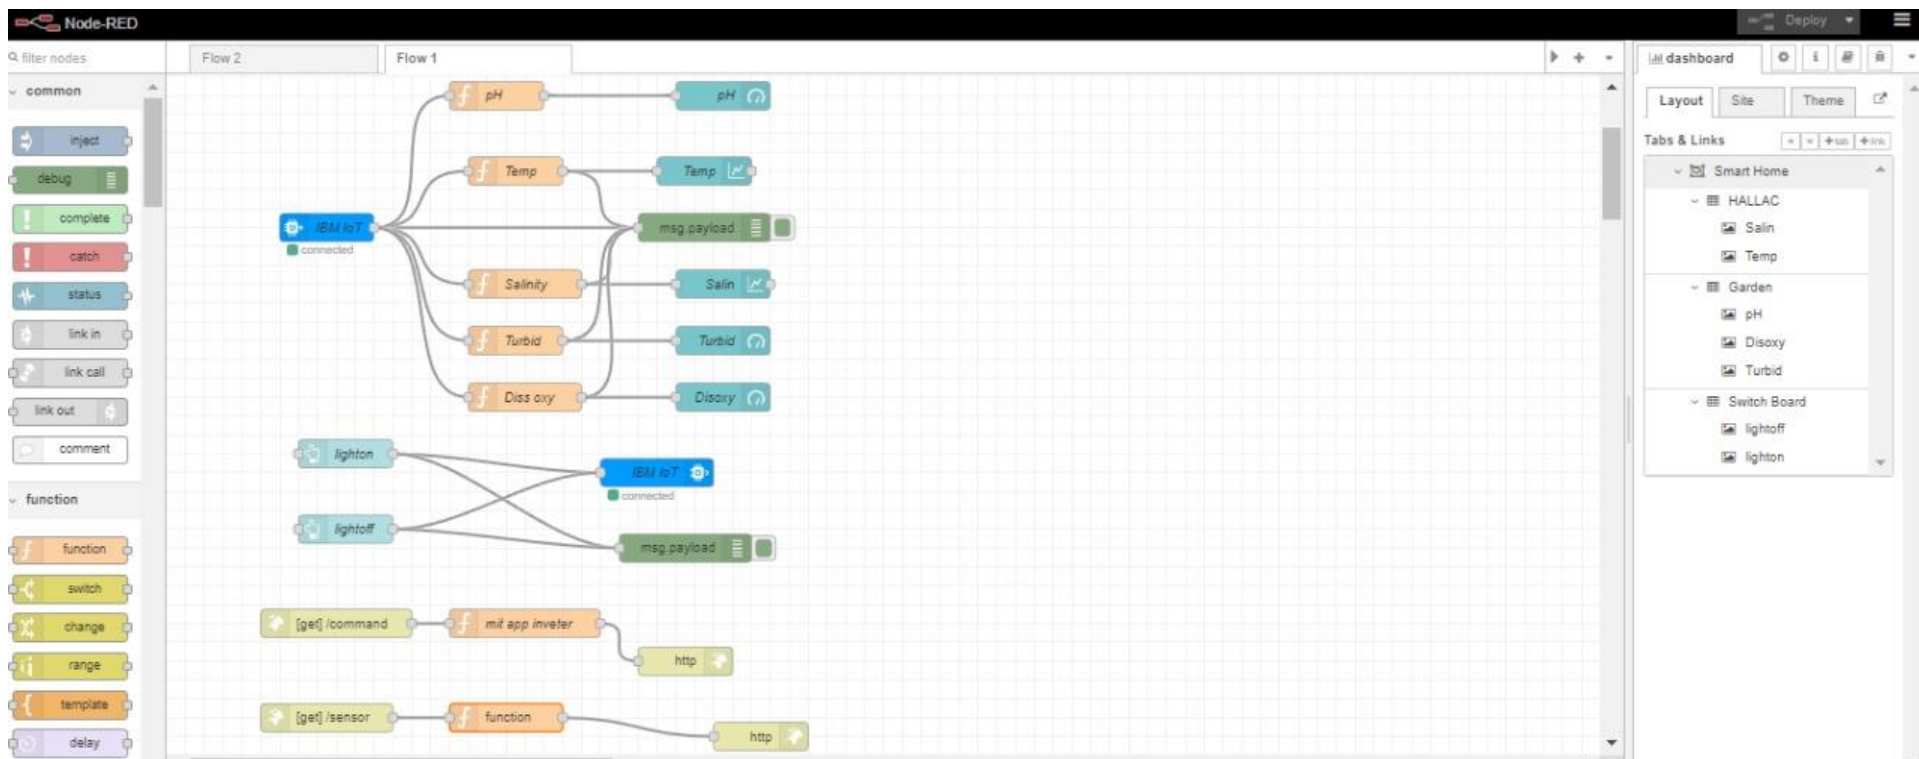 Node-RED
Deploy
filter nodes
Flow 2
Flow 1
dashboard
i
common
inject
debug
complete
catch
status
link in
link call
link out
comment
function
function
switch
change
range
template
delay
pH
pH
Temp
Temp
IBM IoT
connected
msg.payload
Salinity
Salin
Turbid
Turbid
Diss oxy
Disoxy
lighton
IBM IoT
connected
lightoff
msg.payload
[get] /command
mit app inveter
http
[get] /sensor
function
http
Layout
Site
Theme
Tabs & Links
tab
link
Smart Home
HALLAC
Salin
Temp
Garden
pH
Disoxy
Turbid
Switch Board
lightoff
lighton